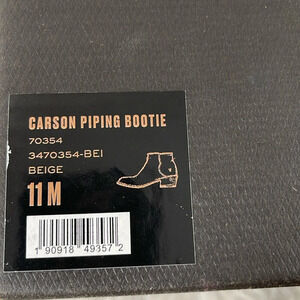 CARSON PIPING BOOTIE
70354
3470354-BEI
BEIGE
11 M
1 90918 49357 2